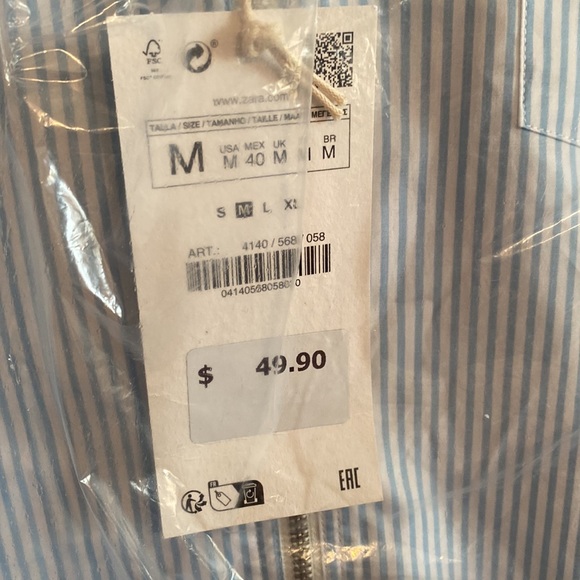 FSC
www.zara.com
TALLA / SIZE / TAMANHO / TAILLE /
USA MEX UK BR
M M 40 M M
S M L XL
ART.: 4140 / 568 / 058
$ 49.90
FR
EAC